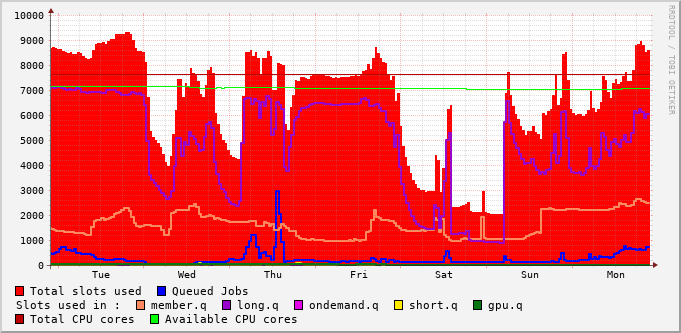 10000
9000
8000
7000
6000
5000
4000
3000
2000
1000
0
Tue Wed Thu Fri Sat Sun Mon
RRDTOOL / TOBI OETIKER
Total slots used Queued Jobs
Slots used in : member.q long.q ondemand.q short.q gpu.q
Total CPU cores Available CPU cores